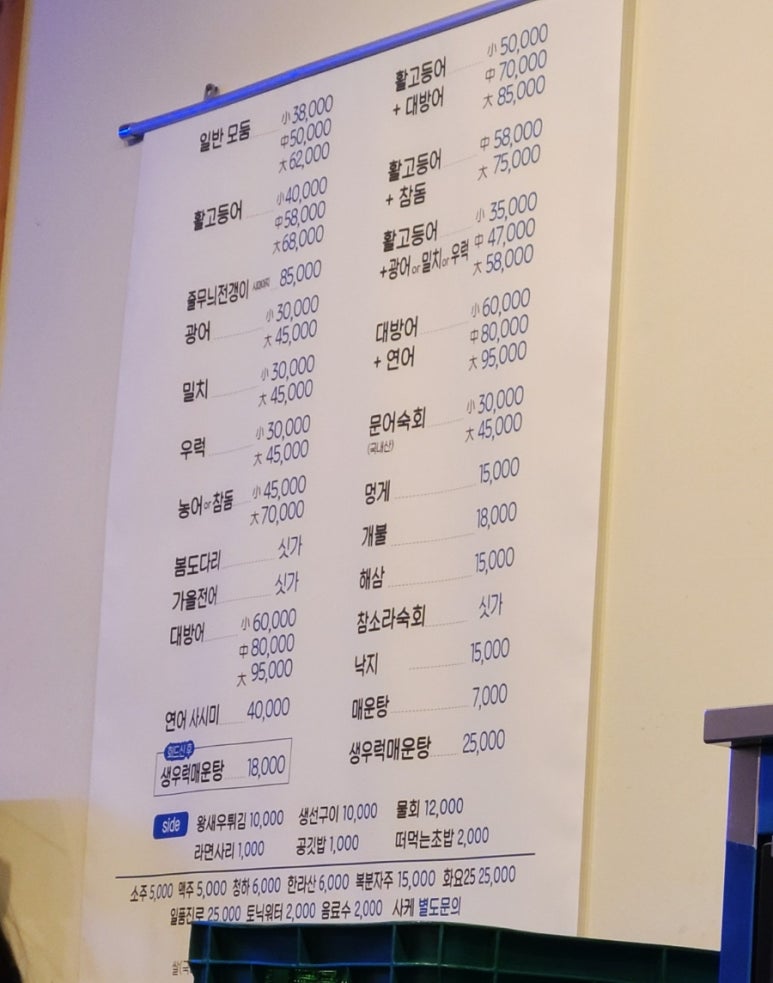 일반 모둠 小 38,000
中 50,000
大 62,000
활고등어 小 40,000
中 58,000
大 68,000
줄무늬전갱이 85,000
광어 小 30,000
大 45,000
밀치 小 30,000
大 45,000
우럭 小 30,000
大 45,000
농어 or 참돔 小 45,000
大 70,000
봄도다리 싯가
가을전어 싯가
대방어 小 60,000
中 80,000
大 95,000
연어 사시미 40,000
회드신 후
생우럭매운탕 18,000
활고등어 + 대방어 小 50,000
中 70,000
大 85,000
활고등어 + 참돔 中 58,000
大 75,000
활고등어 小 35,000
+광어 or 밀치 or 우럭 中 47,000
大 58,000
대방어 + 연어 小 60,000
中 80,000
大 95,000
문어숙회 小 30,000
(국내산) 大 45,000
멍게 15,000
개불 18,000
해삼 15,000
참소라숙회 싯가
낙지 15,000
매운탕 7,000
생우럭매운탕 25,000
side 왕새우튀김 10,000 생선구이 10,000 물회 12,000
라면사리 1,000 공깃밥 1,000 떠먹는초밥 2,000
소주 5,000 맥주 5,000 청하 6,000 한라산 6,000 복분자주 15,000 화요25 25,000
일품진로 25,000 토닉워터 2,000 음료수 2,000 사케 별도문의